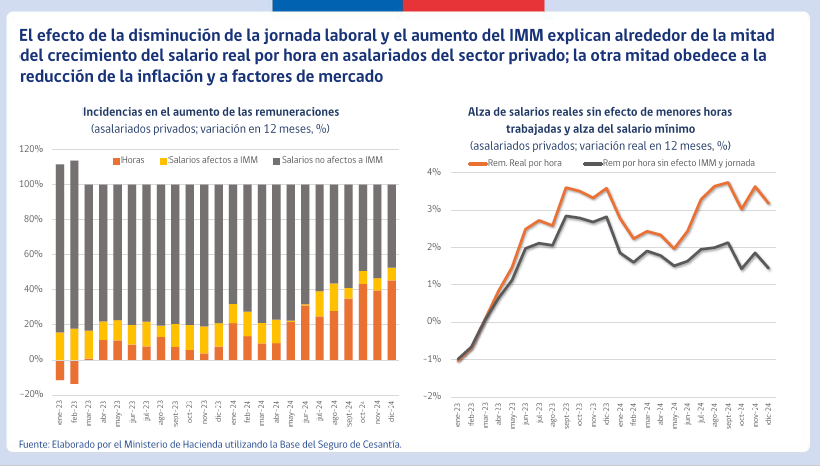 El efecto de la disminución de la jornada laboral y el aumento del IMM explican alrededor de la mitad
del crecimiento del salario real por hora en asalariados del sector privado; la otra mitad obedece a la
reducción de la inflación y a factores de mercado
Incidencias en el aumento de las remuneraciones
(asalariados privados; variación en 12 meses, %)
120%
100%
80%
60%
40%
20%
0%
−20%
Horas
Salarios afectos a IMM
Salarios no afectos a IMM
ene-23
feb-23
mar-23
abr-23
may-23
jun-23
jul-23
ago-23
sept-23
oct-23
nov-23
dic-23
ene-24
feb-24
mar-24
abr-24
may-24
jun-24
jul-24
ago-24
sept-24
oct-24
nov-24
dic-24
Alza de salarios reales sin efecto de menores horas
trabajadas y alza del salario mínimo
(asalariados privados; variación real en 12 meses, %)
Rem. Real por hora
Rem por hora sin efecto IMM y jornada
4%
3%
2%
1%
0%
-1%
-2%
ene-23
feb-23
mar-23
abr-23
may-23
jun-23
jul-23
ago-23
sept-23
oct-23
nov-23
dic-23
ene-24
feb-24
mar-24
abr-24
may-24
jun-24
jul-24
ago-24
sept-24
oct-24
nov-24
dic-24
Fuente: Elaborado por el Ministerio de Hacienda utilizando la Base del Seguro de Cesantía.